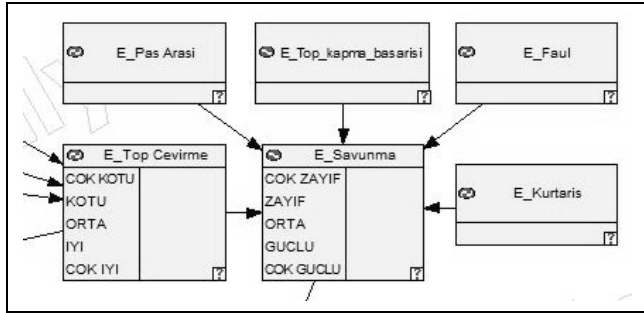 E_Pas Arasi
?
E_Top_kapma_basarisi
?
E_Faul
?
E_Top Cevirme
COK KOTU
KOTU
ORTA
IYI
COK IYI
?
E_Savunma
COK ZAYIF
ZAYIF
ORTA
GUCLU
COK GUCLU
?
E_Kurtaris
?